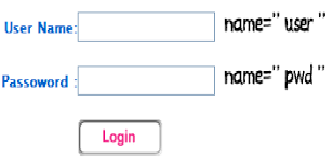 User Name: name=" user "
Passoword : name=" pwd "
Login